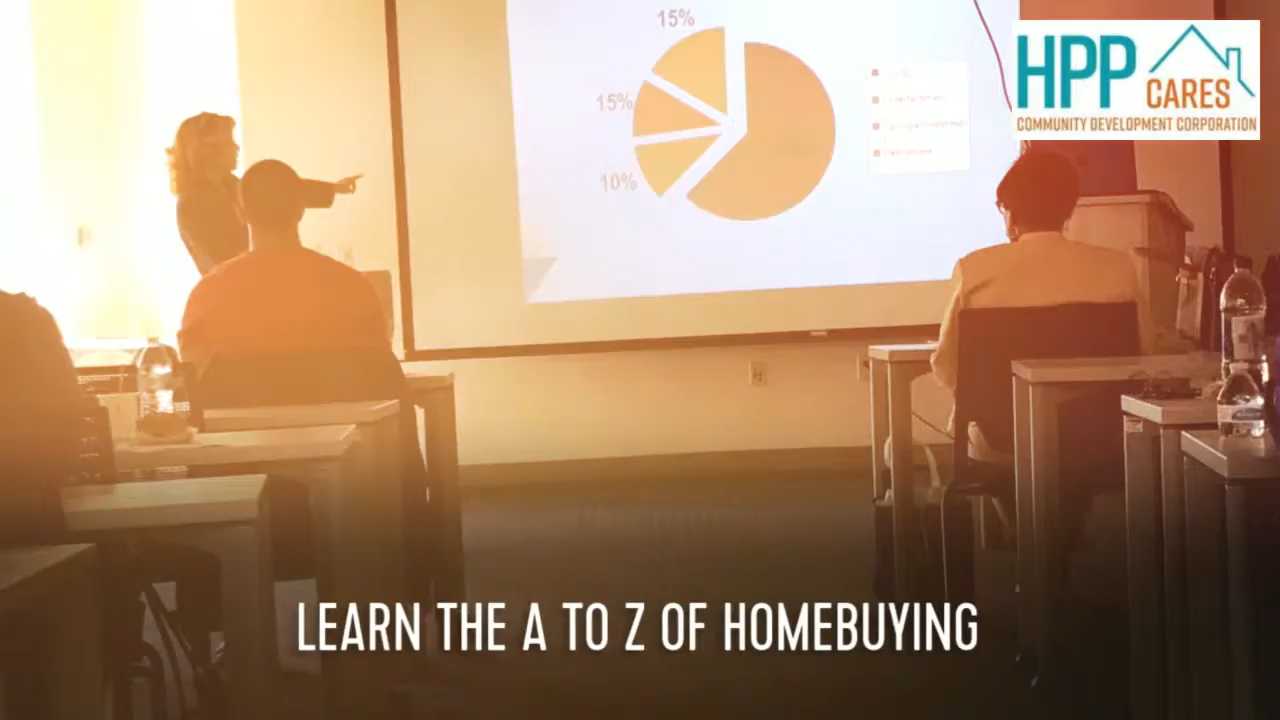 15%
15%
10%
HPP
CARES
COMMUNITY DEVELOPMENT CORPORATION
LEARN THE A TO Z OF HOMEBUYING